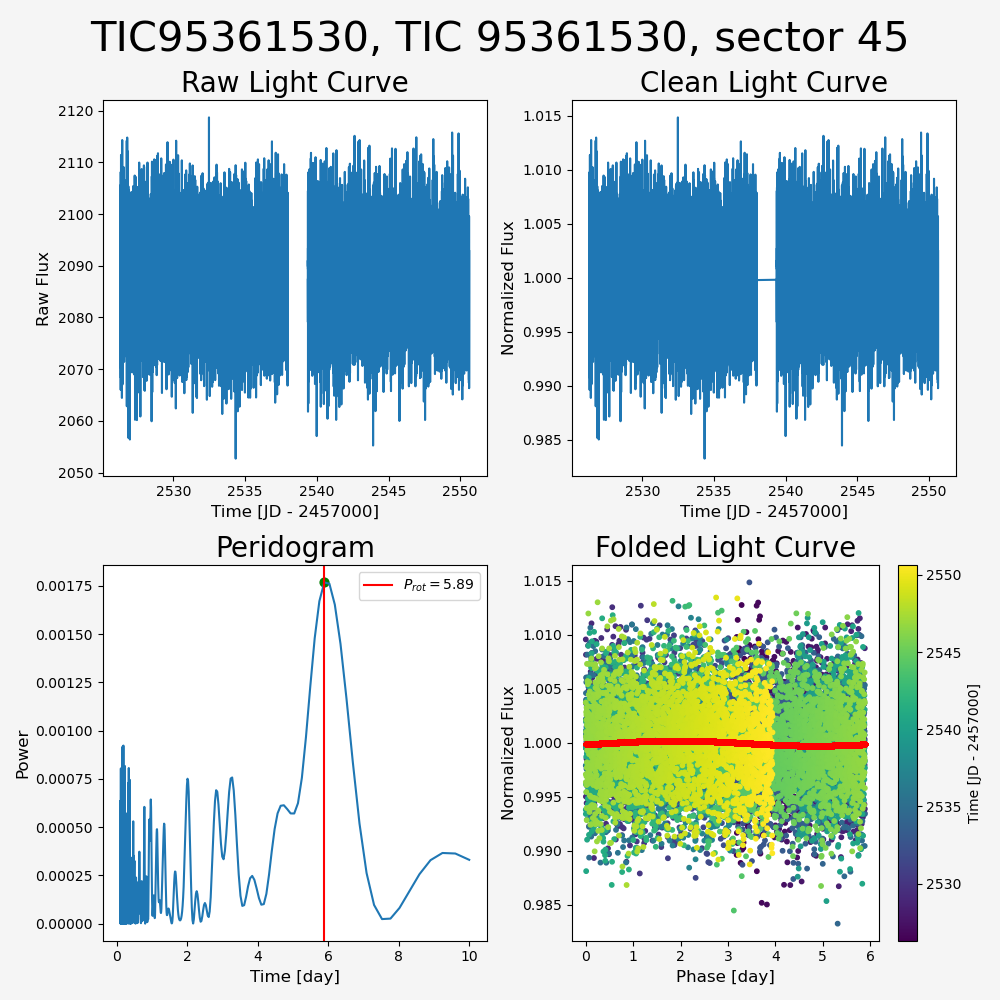 TIC95361530, TIC 95361530, sector 45
Raw Light Curve
2120
2110
2100
2090
2080
2070
2060
2050
Raw Flux
2530 2535 2540 2545 2550
Time [JD - 2457000]
Clean Light Curve
1.015
1.010
1.005
1.000
0.995
0.990
0.985
Normalized Flux
2530 2535 2540 2545 2550
Time [JD - 2457000]
Peridogram
P_rot = 5.89
0.00175
0.00150
0.00125
0.00100
0.00075
0.00050
0.00025
0.00000
Power
0 2 4 6 8 10
Time [day]
Folded Light Curve
1.015
1.010
1.005
1.000
0.995
0.990
0.985
Normalized Flux
0 1 2 3 4 5 6
Phase [day]
2550
2545
2540
2535
2530
Time [JD - 2457000]